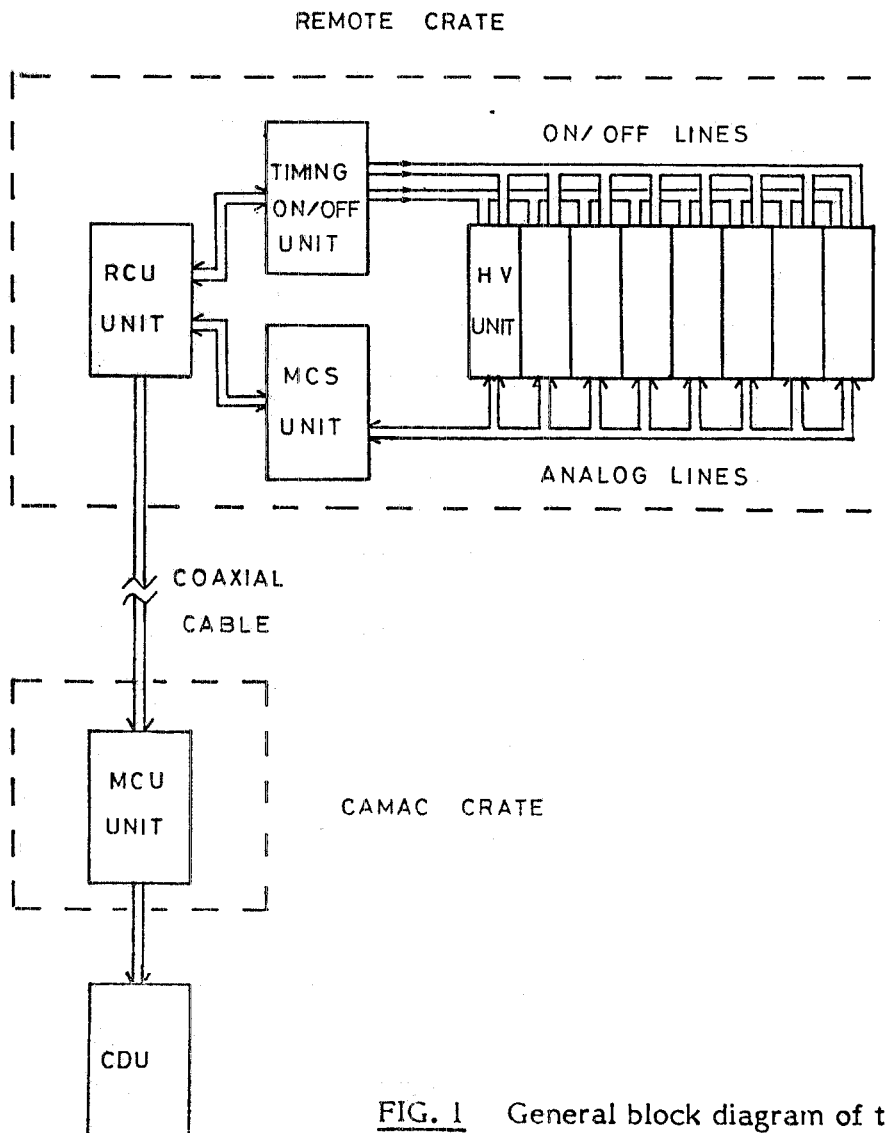 REMOTE CRATE
ON/OFF LINES
TIMING
ON/OFF
UNIT
RCU
UNIT
HV
UNIT
MCS
UNIT
ANALOG LINES
COAXIAL
CABLE
MCU
UNIT
CAMAC CRATE
CDU
FIG. 1 General block diagram of t